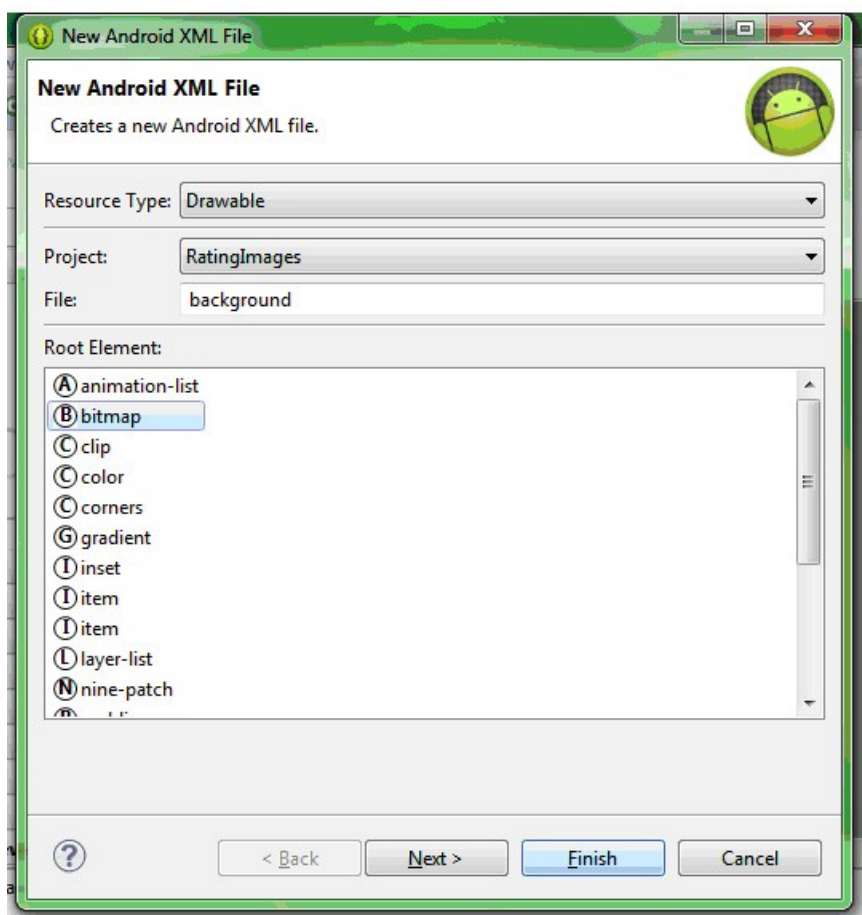 New Android XML File
New Android XML File
Creates a new Android XML file.
Resource Type: Drawable
Project: RatingImages
File: background
Root Element:
A animation-list
B bitmap
C clip
C color
C corners
G gradient
I inset
I item
I item
L layer-list
N nine-patch
? < Back Next > Finish Cancel